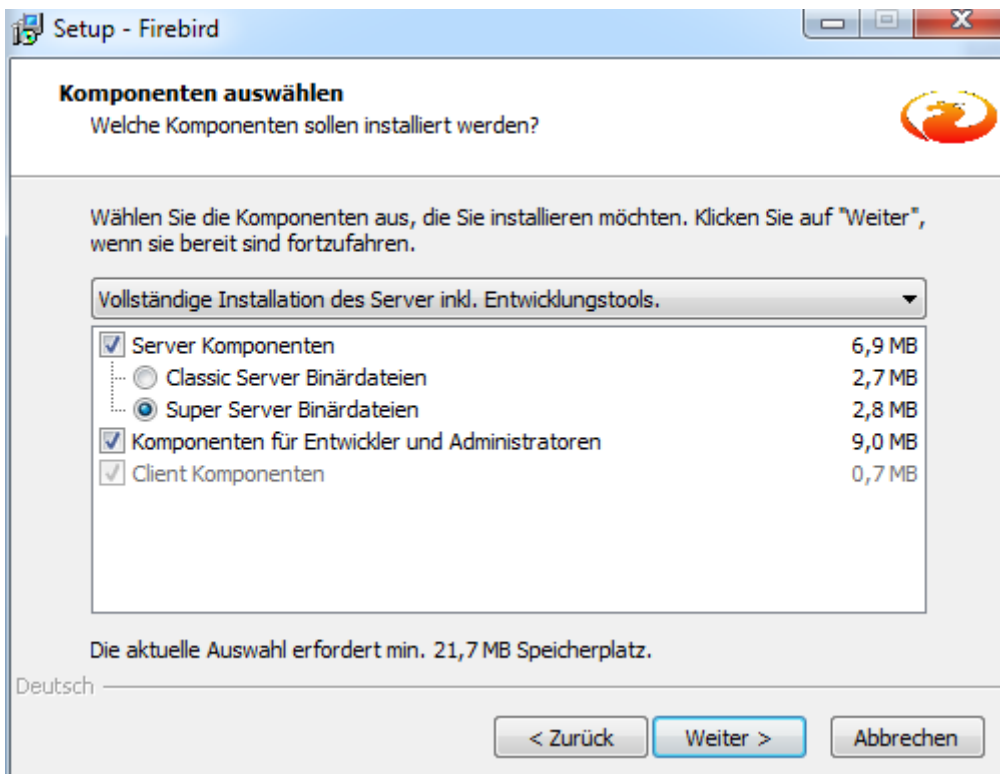 Setup - Firebird
Komponenten auswählen
Welche Komponenten sollen installiert werden?
Wählen Sie die Komponenten aus, die Sie installieren möchten. Klicken Sie auf "Weiter",
wenn sie bereit sind fortzufahren.
Vollständige Installation des Server inkl. Entwicklungstools.
Server Komponenten 6,9 MB
Classic Server Binärdateien 2,7 MB
Super Server Binärdateien 2,8 MB
Komponenten für Entwickler und Administratoren 9,0 MB
Client Komponenten 0,7 MB
Die aktuelle Auswahl erfordert min. 21,7 MB Speicherplatz.
Deutsch
< Zurück Weiter > Abbrechen